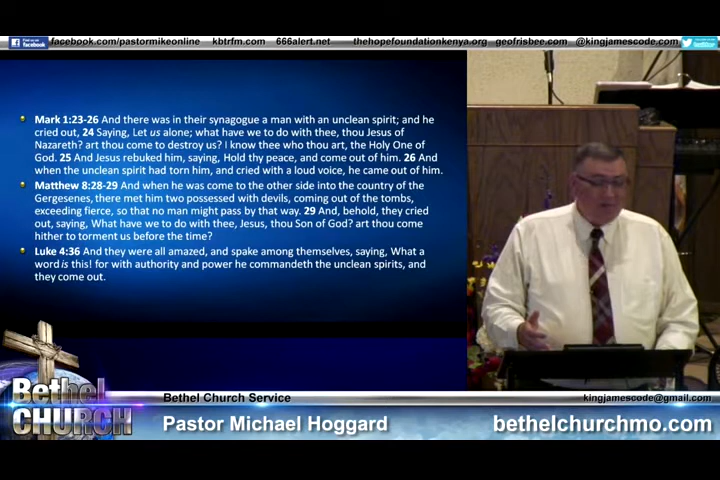 Find us on
facebook
facebook.com/pastormikeonline kbtrfm.com 666alert.net thehopefoundationkenya.org geofrisbee.com @kingjamescode.com
Mark 1:23-26 And there was in their synagogue a man with an unclean spirit; and he
cried out, 24 Saying, Let us alone; what have we to do with thee, thou Jesus of
Nazareth? art thou come to destroy us? I know thee who thou art, the Holy One of
God. 25 And Jesus rebuked him, saying, Hold thy peace, and come out of him. 26 And
when the unclean spirit had torn him, and cried with a loud voice, he came out of him.
Matthew 8:28-29 And when he was come to the other side into the country of the
Gergesenes, there met him two possessed with devils, coming out of the tombs,
exceeding fierce, so that no man might pass by that way. 29 And, behold, they cried
out, saying, What have we to do with thee, Jesus, thou Son of God? art thou come
hither to torment us before the time?
Luke 4:36 And they were all amazed, and spake among themselves, saying, What a
word is this! for with authority and power he commandeth the unclean spirits, and
they come out.
Bethel
CHURCH
Bethel Church Service kingjamescode@gmail.com
Pastor Michael Hoggard bethelchurchmo.com